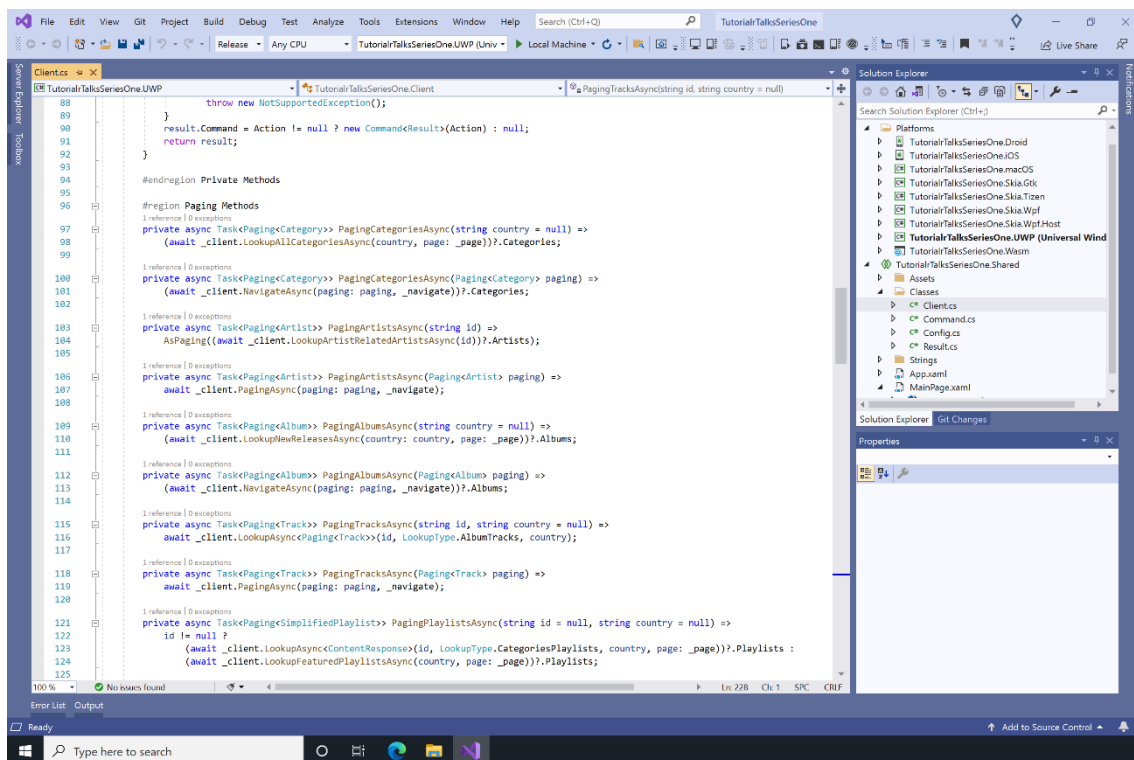 File Edit View Git Project Build Debug Test Analyze Tools Extensions Window Help Search (Ctrl+Q) TutorialrTalksSeriesOne
Release Any CPU TutorialrTalksSeriesOne.UWP (Univ Local Machine Live Share
Server Explorer
Toolbox
Notifications
Client.cs
TutorialrTalksSeriesOne.UWP TutorialrTalksSeriesOne.Client PagingTracksAsync(string id, string country = null)
88 throw new NotSupportedException();
89 }
90 result.Command = Action != null ? new Command<Result>(Action) : null;
91 return result;
92 }
93
94 #endregion Private Methods
95
96 #region Paging Methods
1 reference | 0 exceptions
97 private async Task<Paging<Category>> PagingCategoriesAsync(string country = null) =>
98 (await _client.LookupAllCategoriesAsync(country, page: _page))?.Categories;
99
1 reference | 0 exceptions
100 private async Task<Paging<Category>> PagingCategoriesAsync(Paging<Category> paging) =>
101 (await _client.NavigateAsync(paging: paging, _navigate))?.Categories;
102
1 reference | 0 exceptions
103 private async Task<Paging<Artist>> PagingArtistsAsync(string id) =>
104 AsPaging((await _client.LookupArtistRelatedArtistsAsync(id))?.Artists);
105
1 reference | 0 exceptions
106 private async Task<Paging<Artist>> PagingArtistsAsync(Paging<Artist> paging) =>
107 await _client.PagingAsync(paging: paging, _navigate);
108
1 reference | 0 exceptions
109 private async Task<Paging<Album>> PagingAlbumsAsync(string country = null) =>
110 (await _client.LookupNewReleasesAsync(country: country, page: _page))?.Albums;
111
1 reference | 0 exceptions
112 private async Task<Paging<Album>> PagingAlbumsAsync(Paging<Album> paging) =>
113 (await _client.NavigateAsync(paging: paging, _navigate))?.Albums;
114
1 reference | 0 exceptions
115 private async Task<Paging<Track>> PagingTracksAsync(string id, string country = null) =>
116 await _client.LookupAsync<Paging<Track>>(id, LookupType.AlbumTracks, country);
117
1 reference | 0 exceptions
118 private async Task<Paging<Track>> PagingTracksAsync(Paging<Track> paging) =>
119 await _client.PagingAsync(paging: paging, _navigate);
120
1 reference | 0 exceptions
121 private async Task<Paging<SimplifiedPlaylist>> PagingPlaylistsAsync(string id = null, string country = null) =>
122 id != null ?
123 (await _client.LookupAsync<ContentResponse>(id, LookupType.CategoriesPlaylists, country, page: _page))?.Playlists :
124 (await _client.LookupFeaturedPlaylistsAsync(country, page: _page))?.Playlists;
125
100 % No issues found Ln: 228 Ch: 1 SPC CRLF
Solution Explorer
Search Solution Explorer (Ctrl+;)
Platforms
TutorialrTalksSeriesOne.Droid
TutorialrTalksSeriesOne.iOS
TutorialrTalksSeriesOne.macOS
TutorialrTalksSeriesOne.Skia.Gtk
TutorialrTalksSeriesOne.Skia.Tizen
TutorialrTalksSeriesOne.Skia.Wpf
TutorialrTalksSeriesOne.Skia.Wpf.Host
TutorialrTalksSeriesOne.UWP (Universal Wind
TutorialrTalksSeriesOne.Wasm
TutorialrTalksSeriesOne.Shared
Assets
Classes
C# Client.cs
C# Command.cs
C# Config.cs
C# Result.cs
Strings
App.xaml
MainPage.xaml
Solution Explorer Git Changes
Properties
Error List Output
Ready Add to Source Control
Type here to search